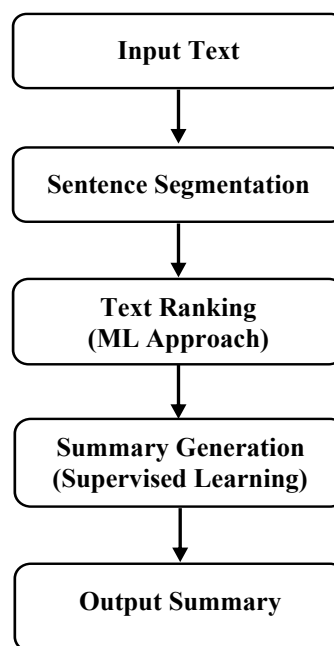 Input Text
Sentence Segmentation
Text Ranking
(ML Approach)
Summary Generation
(Supervised Learning)
Output Summary